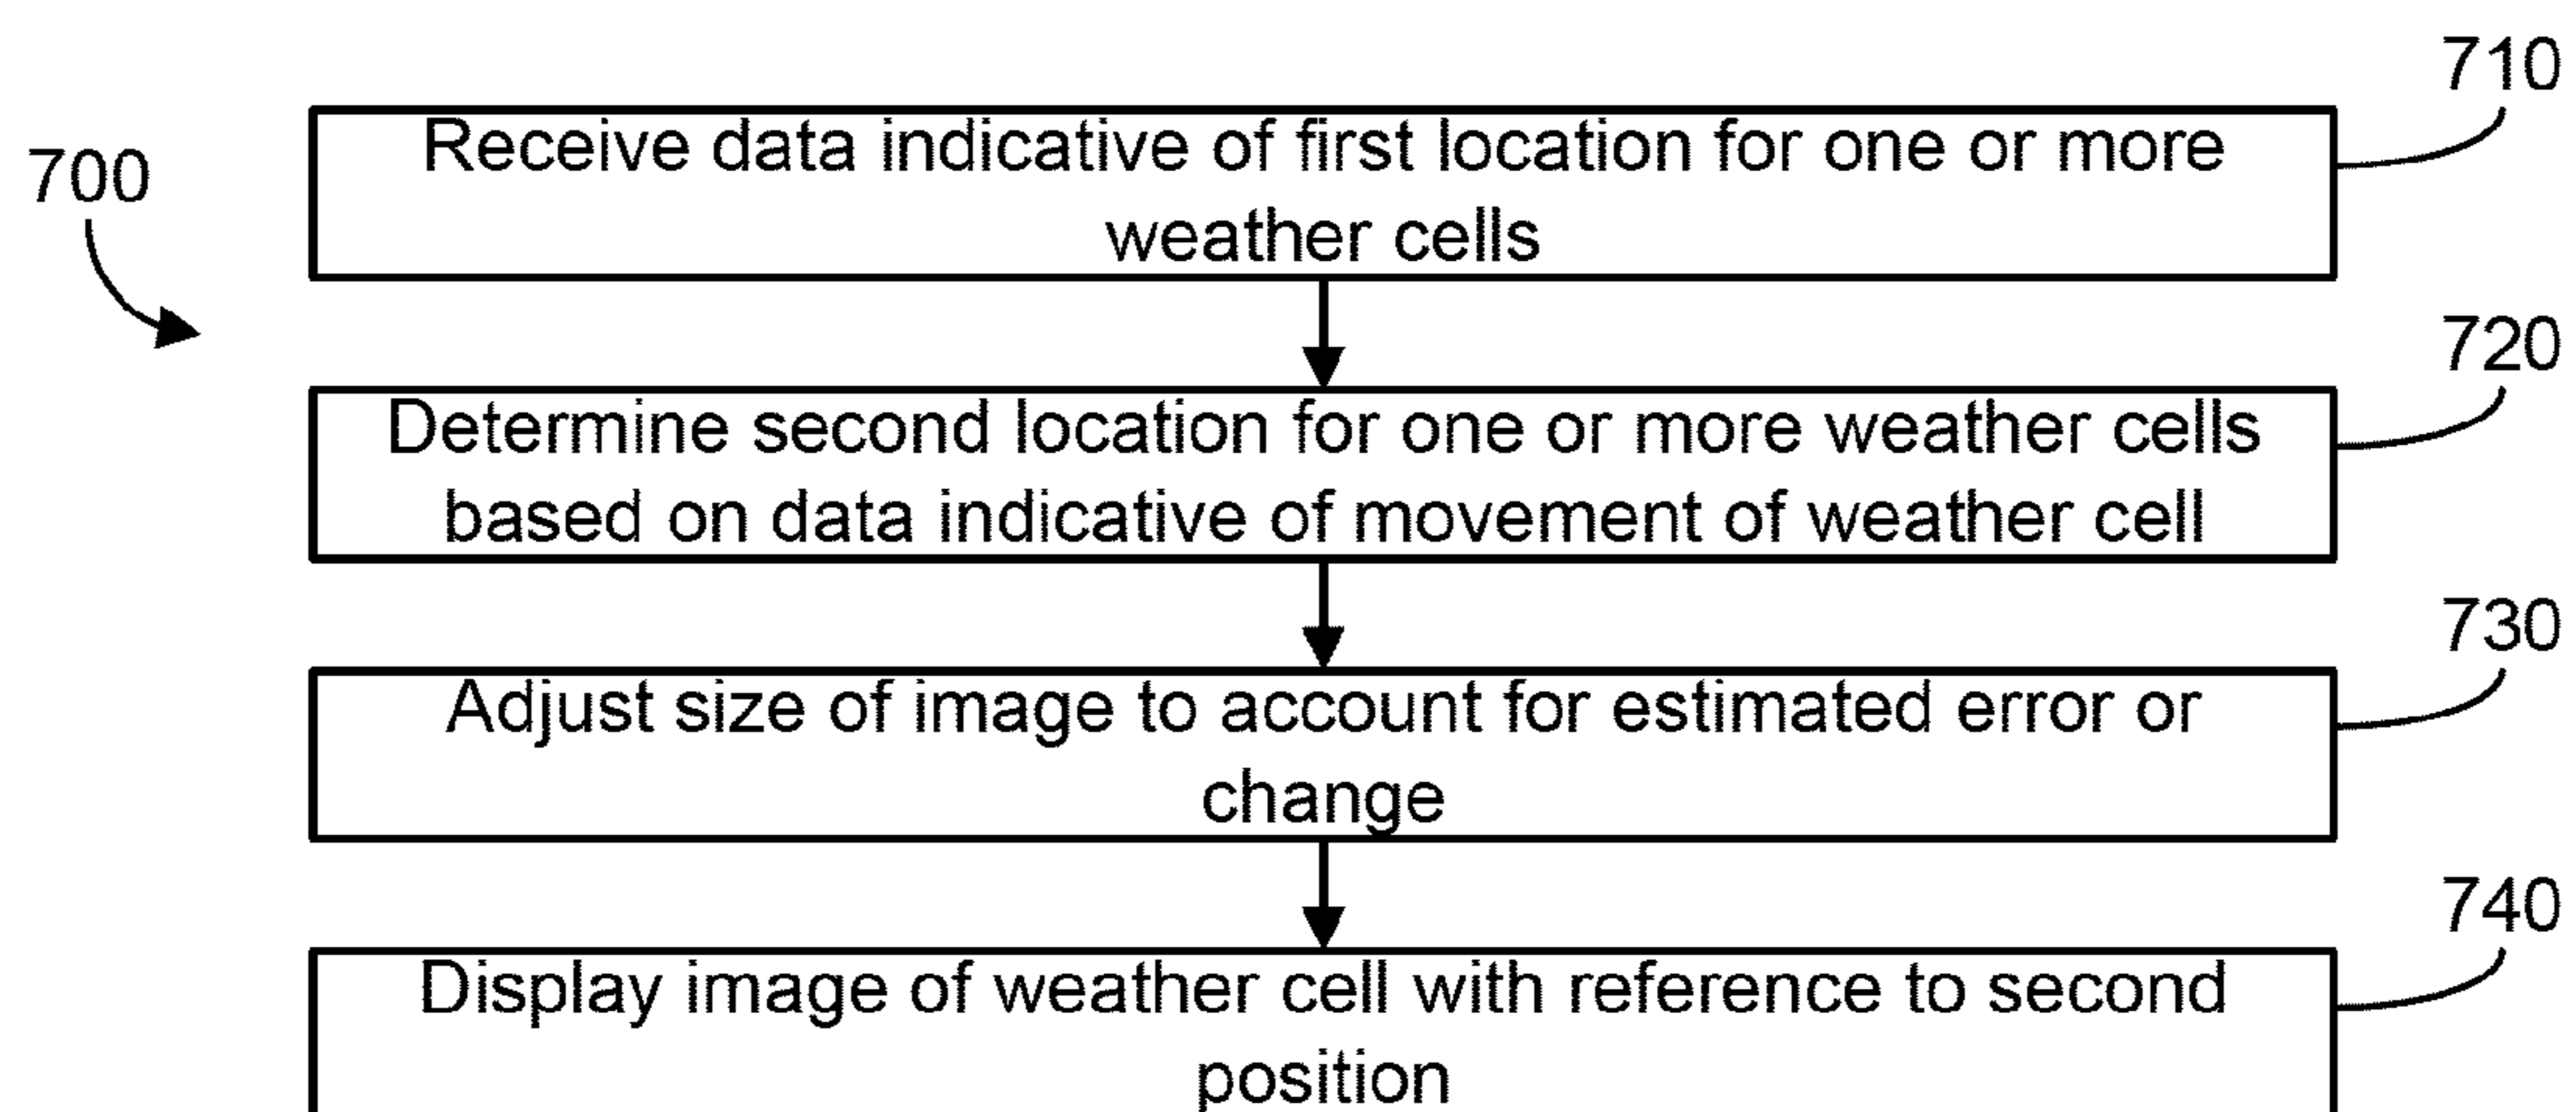 710
Receive data indicative of first location for one or more
weather cells
700
720
Determine second location for one or more weather cells
based on data indicative of movement of weather cell
730
Adjust size of image to account for estimated error or
change
740
Display image of weather cell with reference to second
position